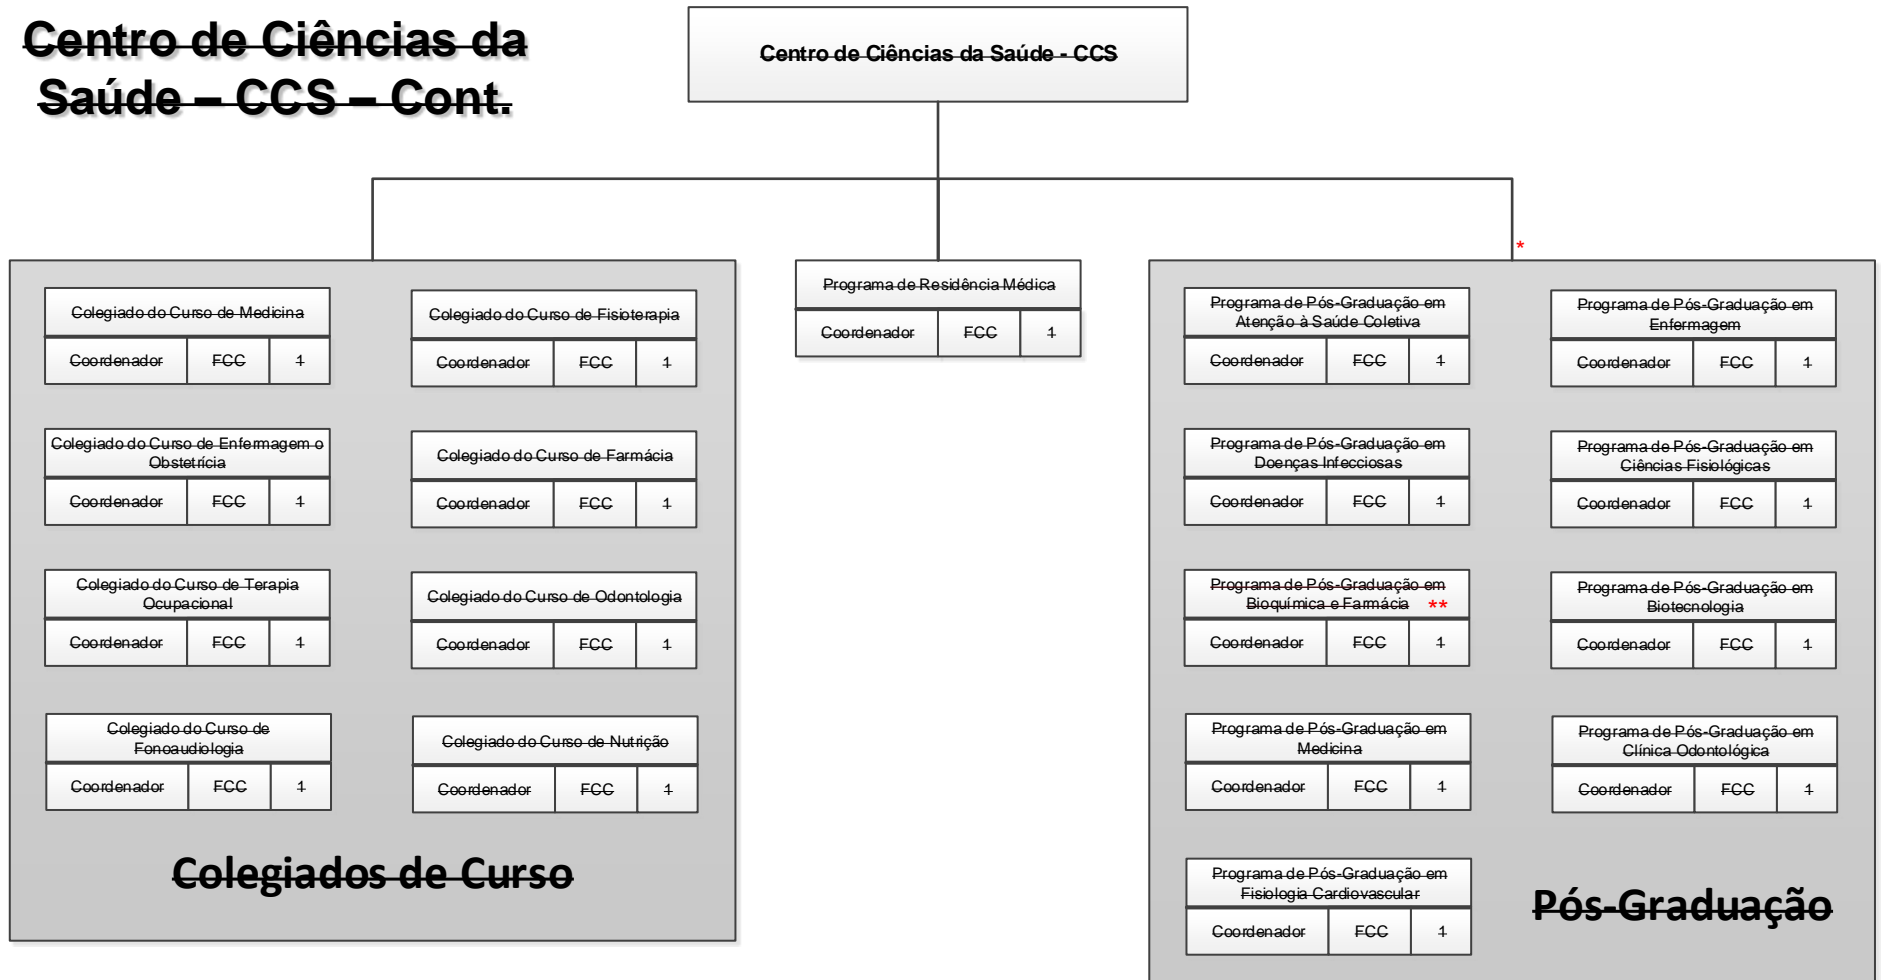 Centro de Ciências da
Saúde – CCS – Cont.
Centro de Ciências da Saúde - CCS
*
Colegiado do Curso de Medicina
Coordenador FCC 1
Colegiado do Curso de Fisioterapia
Coordenador FCC 1
Colegiado do Curso de Enfermagem o
Obstetrícia
Coordenador FCC 1
Colegiado do Curso de Farmácia
Coordenador FCC 1
Colegiado do Curso de Terapia
Ocupacional
Coordenador FCC 1
Colegiado do Curso de Odontologia
Coordenador FCC 1
Colegiado do Curso de
Fonoaudiologia
Coordenador FCC 1
Colegiado do Curso de Nutrição
Coordenador FCC 1
Colegiados de Curso
Programa de Residência Médica
Coordenador FCC 1
Programa de Pós-Graduação em
Atenção à Saúde Coletiva
Coordenador FCC 1
Programa de Pós-Graduação em
Enfermagem
Coordenador FCC 1
Programa de Pós-Graduação em
Doenças Infecciosas
Coordenador FCC 1
Programa de Pós-Graduação em
Ciências Fisiológicas
Coordenador FCC 1
Programa de Pós-Graduação em
Bioquímica e Farmácia **
Coordenador FCC 1
Programa de Pós-Graduação em
Biotecnologia
Coordenador FCC 1
Programa de Pós-Graduação em
Medicina
Coordenador FCC 1
Programa de Pós-Graduação em
Clínica Odontológica
Coordenador FCC 1
Programa de Pós-Graduação em
Fisiologia Cardiovascular
Coordenador FCC 1
Pós-Graduação